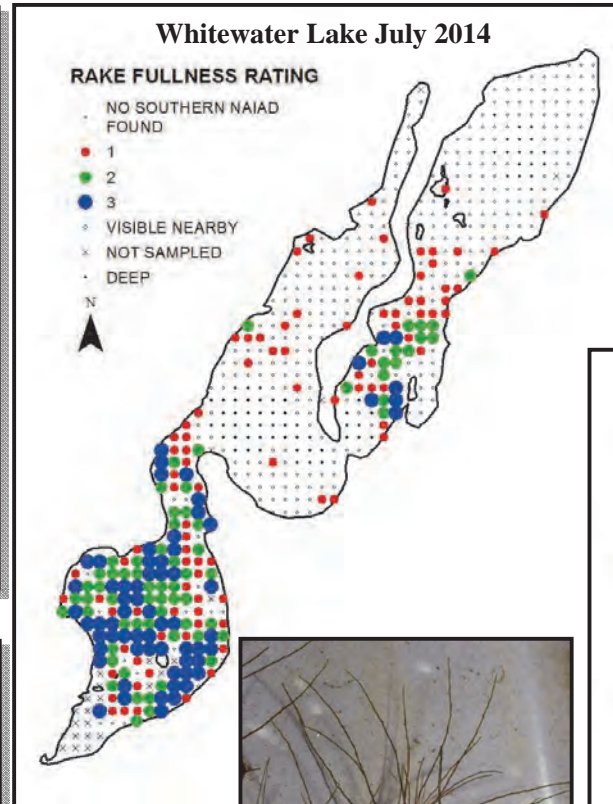 Whitewater Lake July 2014
RAKE FULLNESS RATING
NO SOUTHERN NAIAD
FOUND
1
2
3
VISIBLE NEARBY
NOT SAMPLED
DEEP
N